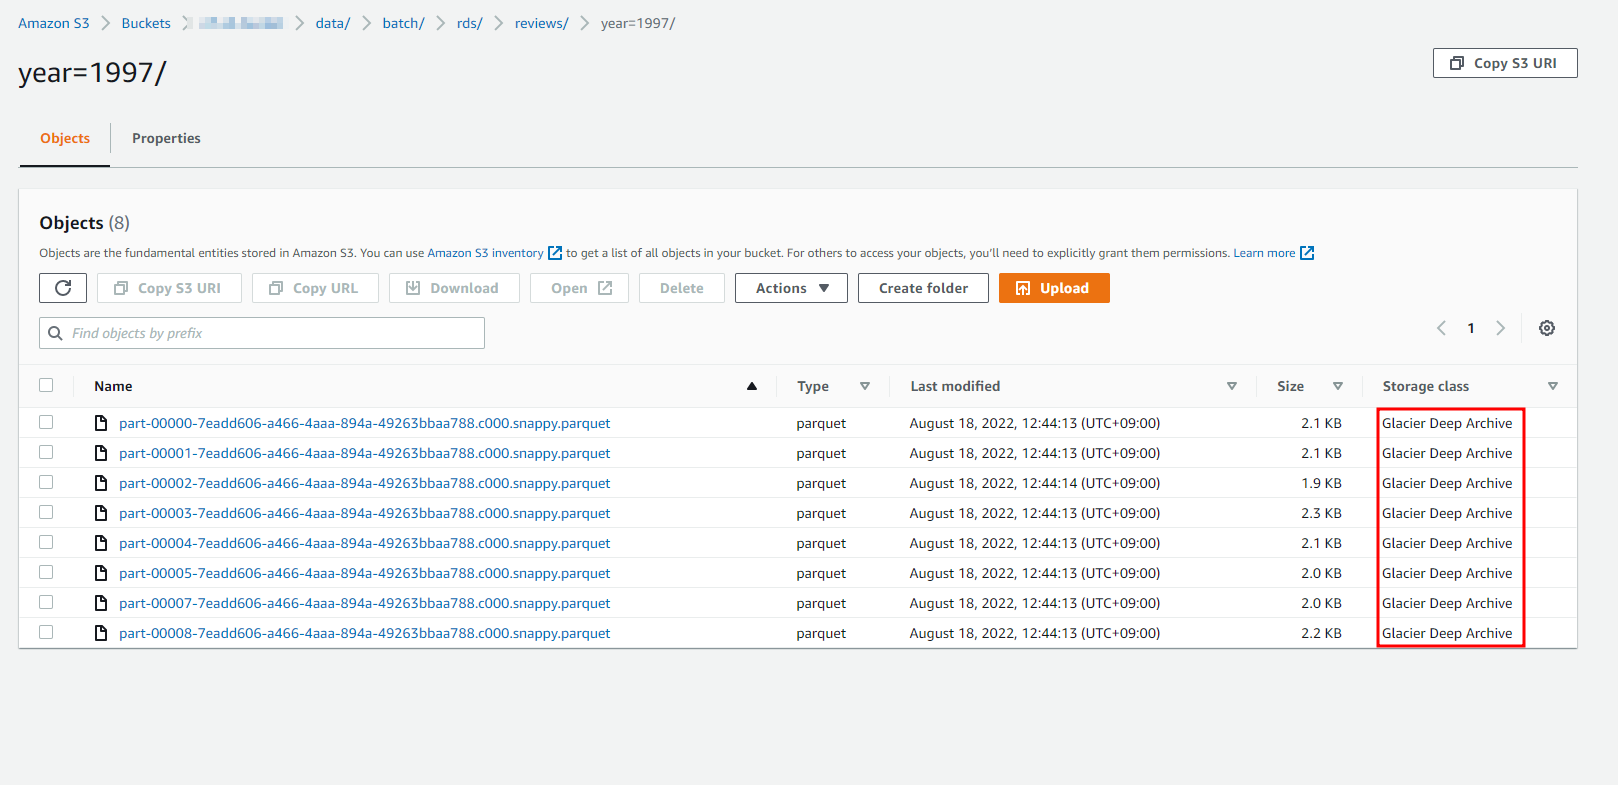 Amazon S3 > Buckets > data/ > batch/ > rds/ > reviews/ > year=1997/
year=1997/
Copy S3 URI
Objects Properties
Objects (8)
Objects are the fundamental entities stored in Amazon S3. You can use Amazon S3 inventory to get a list of all objects in your bucket. For others to access your objects, you'll need to explicitly grant them permissions. Learn more
Copy S3 URI Copy URL Download Open Delete Actions Create folder Upload
Find objects by prefix
1
Name Type Last modified Size Storage class
part-00000-7eadd606-a466-4aaa-894a-49263bbaa788.c000.snappy.parquet parquet August 18, 2022, 12:44:13 (UTC+09:00) 2.1 KB Glacier Deep Archive
part-00001-7eadd606-a466-4aaa-894a-49263bbaa788.c000.snappy.parquet parquet August 18, 2022, 12:44:13 (UTC+09:00) 2.1 KB Glacier Deep Archive
part-00002-7eadd606-a466-4aaa-894a-49263bbaa788.c000.snappy.parquet parquet August 18, 2022, 12:44:14 (UTC+09:00) 1.9 KB Glacier Deep Archive
part-00003-7eadd606-a466-4aaa-894a-49263bbaa788.c000.snappy.parquet parquet August 18, 2022, 12:44:13 (UTC+09:00) 2.3 KB Glacier Deep Archive
part-00004-7eadd606-a466-4aaa-894a-49263bbaa788.c000.snappy.parquet parquet August 18, 2022, 12:44:13 (UTC+09:00) 2.1 KB Glacier Deep Archive
part-00005-7eadd606-a466-4aaa-894a-49263bbaa788.c000.snappy.parquet parquet August 18, 2022, 12:44:13 (UTC+09:00) 2.0 KB Glacier Deep Archive
part-00007-7eadd606-a466-4aaa-894a-49263bbaa788.c000.snappy.parquet parquet August 18, 2022, 12:44:13 (UTC+09:00) 2.0 KB Glacier Deep Archive
part-00008-7eadd606-a466-4aaa-894a-49263bbaa788.c000.snappy.parquet parquet August 18, 2022, 12:44:13 (UTC+09:00) 2.2 KB Glacier Deep Archive